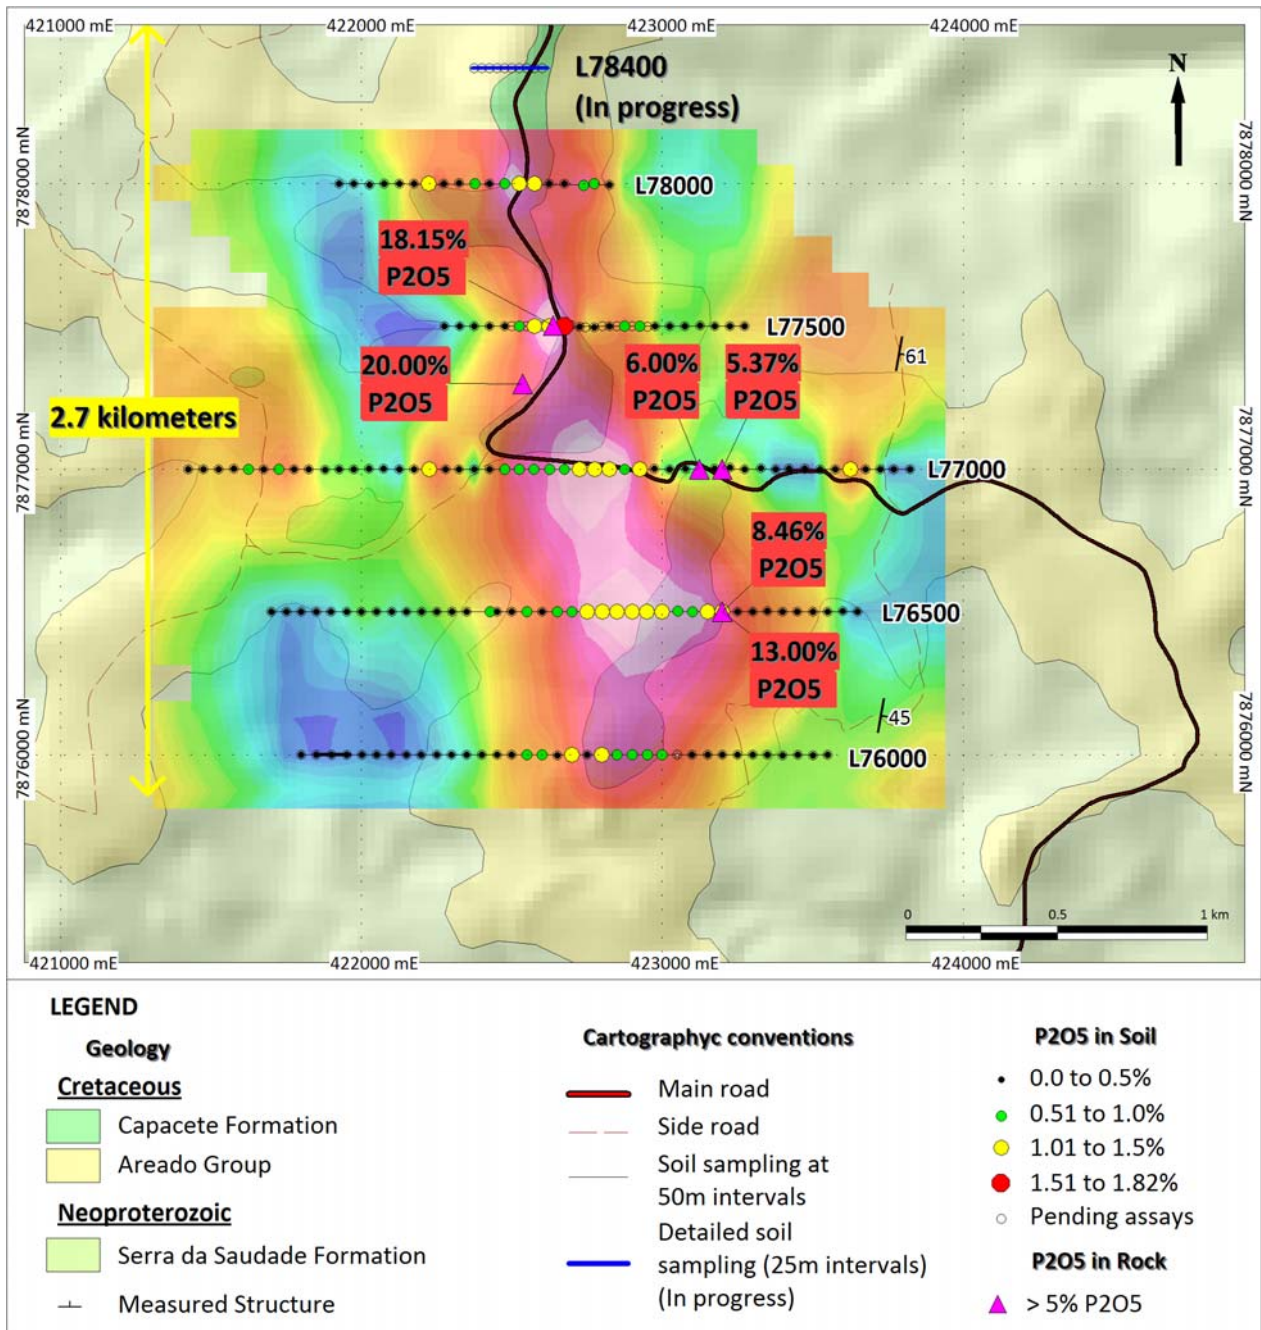 421000 mE 422000 mE 423000 mE 424000 mE
L78400
(In progress)
N
7878000 mN
7878000 mN
L78000
18.15%
P2O5
L77500
61
20.00%
P2O5
6.00%
P2O5
5.37%
P2O5
2.7 kilometers
7877000 mN
7877000 mN
L77000
8.46%
P2O5
L76500
13.00%
P2O5
45
7876000 mN
7876000 mN
L76000
0 0.5 1 km
421000 mE 422000 mE 423000 mE 424000 mE
LEGEND
Geology
Cretaceous
Capacete Formation
Areado Group
Neoproterozoic
Serra da Saudade Formation
Measured Structure
Cartographyc conventions
Main road
Side road
Soil sampling at
50m intervals
Detailed soil
sampling (25m intervals)
(In progress)
P2O5 in Soil
0.0 to 0.5%
0.51 to 1.0%
1.01 to 1.5%
1.51 to 1.82%
Pending assays
P2O5 in Rock
> 5% P2O5